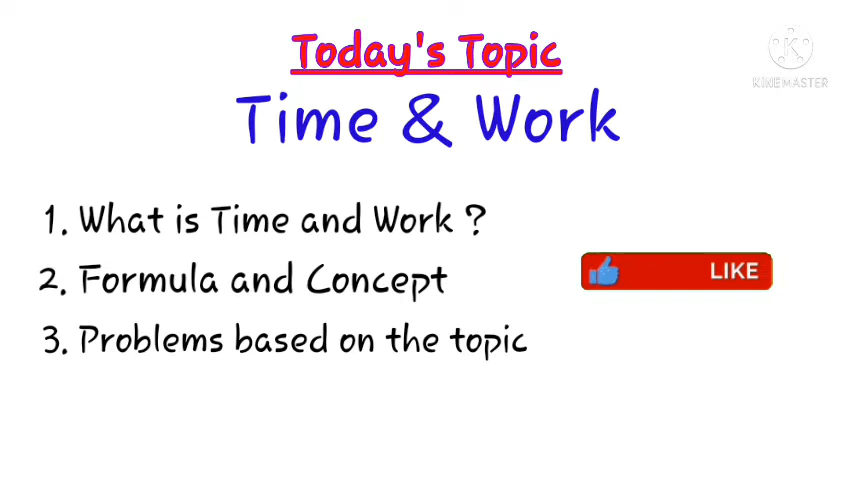 Today's Topic
KINEMASTER
Time & Work
1. What is Time and Work ?
2. Formula and Concept
LIKE
3. Problems based on the topic